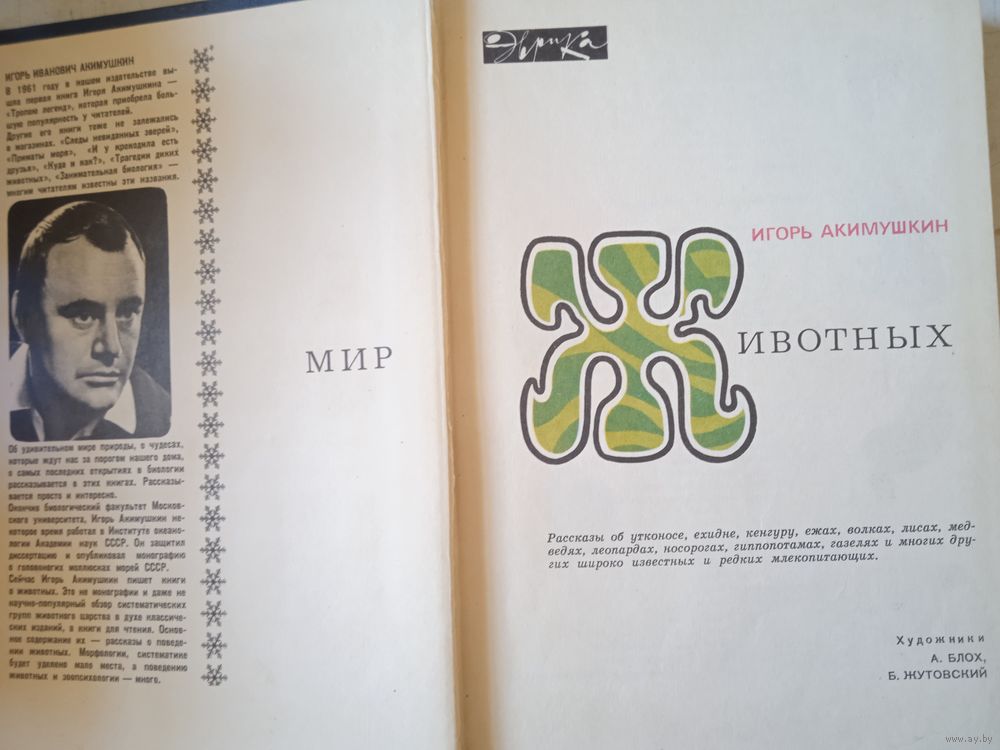 ИГОРЬ ИВАНОВИЧ АКИМУШКИН
В 1961 году в нашем издательстве вы-
шла первая книга Игоря Акимушкина —
«Тропою легенд», которая приобрела боль-
шую популярность у читателей.
Другие его книги тоже не залежались
в магазинах. «Следы невиданных зверей»,
«Приматы моря», «И у крокодила есть
друзья», «Куда и как?», «Трагедия диких
животных», «Занимательная биология» —
многим читателям известны эти названия.
Об удивительном мире природы, о чудесах,
которые ждут нас за порогом нашего дома,
о самых последних открытиях в биологии
рассказывается в этих книгах. Рассказы-
вается просто и интересно.
Окончив биологический факультет Москов-
ского университета, Игорь Акимушкин не-
которое время работал в Институте океано-
логии Академии наук СССР. Он защитил
диссертацию и опубликовал монографию
о головоногих моллюсках морей СССР.
Сейчас Игорь Акимушкин пишет книги
о животных. Это не монографии и даже не
научно-популярный обзор систематических
групп животного царства в духе классичес-
ких изданий, а книги для чтения. Основ-
ное содержание их — рассказы о поведе-
нии животных. Морфологии, систематике
будет уделено мало места, а поведению
животных и зоопсихологии — много.
МИР
Эврика
ИГОРЬ АКИМУШКИН
ЖИВОТНЫХ
Рассказы об утконосе, ехидне, кенгуру, ежах, волках, лисах, мед-
ведях, леопардах, носорогах, гиппопотамах, газелях и многих дру-
гих широко известных и редких млекопитающих.
Художники
А. БЛОХ,
Б. ЖУТОВСКИЙ
www.ay.by